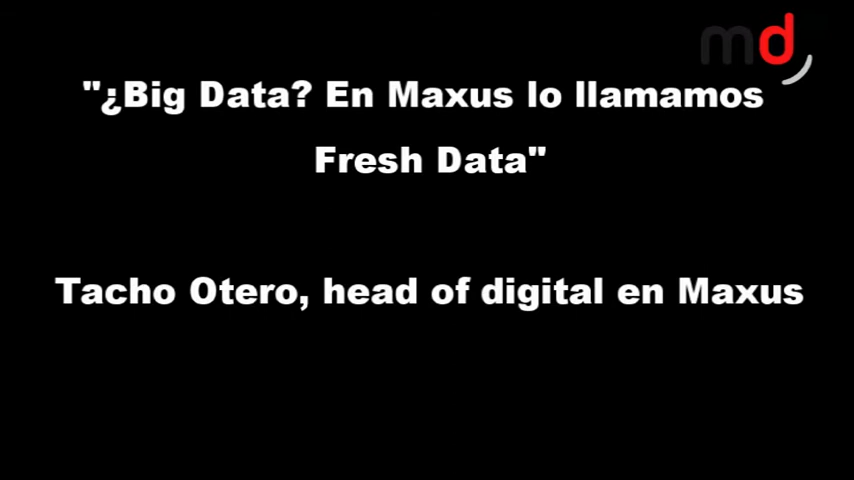 md
"¿Big Data? En Maxus lo llamamos
Fresh Data"
Tacho Otero, head of digital en Maxus